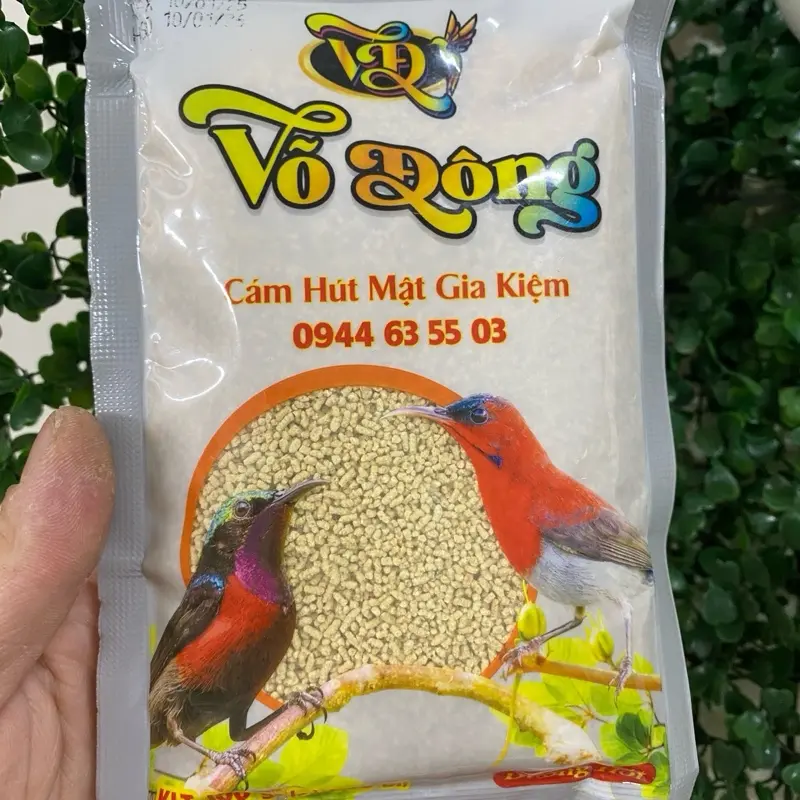 VĐ
Võ Đông
Cám Hút Mật Gia Kiệm
0944 63 55 03